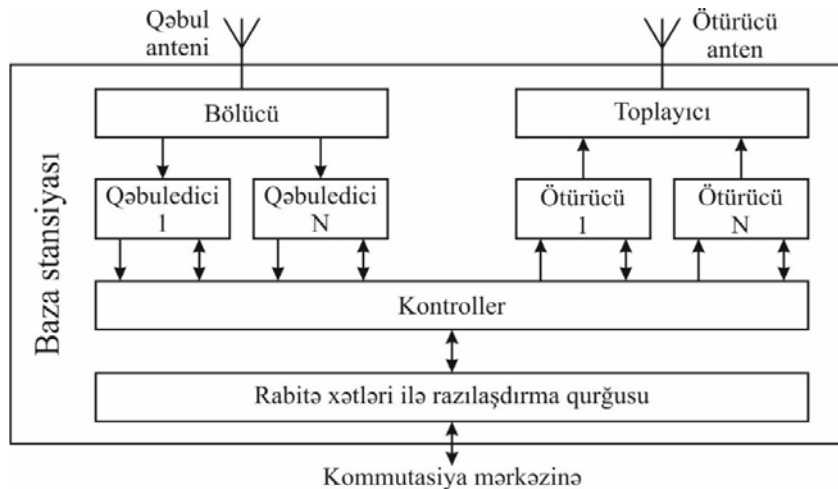 Qəbul
anteni
Ötürücü
anten
Bölücü
Toplayıcı
Qəbuledici
1
Qəbuledici
N
Ötürücü
1
Ötürücü
N
Baza stansiyası
Kontroller
Rabitə xətləri ilə razılaşdırma qurğusu
Kommutasiya mərkəzinə